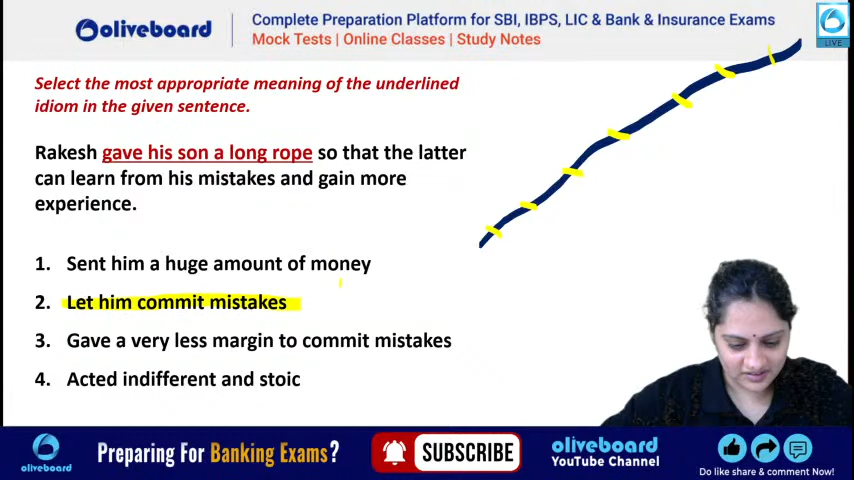 oliveboard
Complete Preparation Platform for SBI, IBPS, LIC & Bank & Insurance Exams
Mock Tests | Online Classes | Study Notes
LIVE
Select the most appropriate meaning of the underlined
idiom in the given sentence.
Rakesh gave his son a long rope so that the latter
can learn from his mistakes and gain more
experience.
1. Sent him a huge amount of money
2. Let him commit mistakes
3. Gave a very less margin to commit mistakes
4. Acted indifferent and stoic
oliveboard
Preparing For Banking Exams?
SUBSCRIBE
oliveboard
YouTube Channel
Do like share & comment Now!